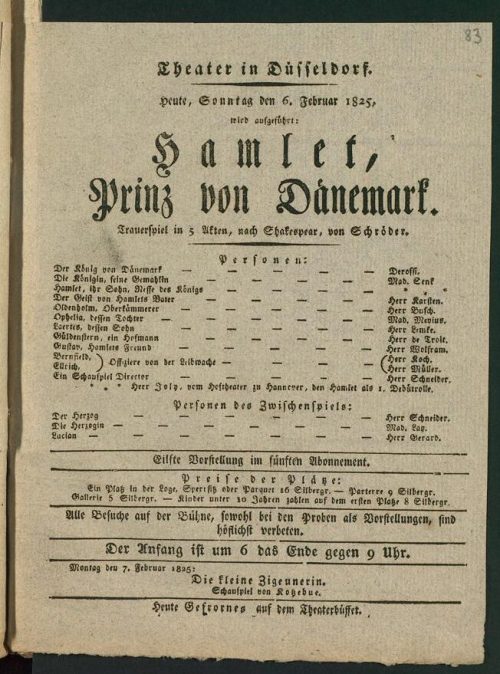 83
Theater in Düsseldorf.
Heute, Sonntag den 6. Februar 1825,
wird aufgeführt:
Hamlet,
Prinz von Dänemark.
Trauerspiel in 5 Akten, nach Shakespear, von Schröder.
Personen:
Der König von Dänemark — — — — — — Derossi.
Die Königin, seine Gemahlin — — — — — — Mad. Senk
Hamlet, ihr Sohn, Neffe des Königs — — — — — " "
Der Geist von Hamlets Vater — — — — — — Herr Karsten.
Oldenholm, Oberkämmerer — — — — — — Herr Busch.
Ophelia, dessen Tochter — — — — — — Mad. Mevius.
Laertes, dessen Sohn — — — — — — Herr Lemke.
Güldenstern, ein Hofmann — — — — — — Herr de Troit.
Gustav, Hamlets Freund — — — — — — Herr Wolfram.
Bernfield, ) Offiziere von der Leibwache — — — — ( Herr Koch.
Ellrich, ) ( Herr Müller.
Ein Schauspiel Director — — — — — — Herr Schneider.
* * * Herr Joly, vom Hoftheater zu Hannover, den Hamlet als 1. Debütrolle.
Personen des Zwischenspiels:
Der Herzog — — — — — — — Herr Schneider.
Die Herzogin — — — — — — — Mad. Lay.
Lucian — — — — — — — Herr Gerard.
Eilfte Vorstellung im fünften Abonnement.
Preise der Plätze:
Ein Platz in der Loge, Sperrsitz oder Parquet 16 Silbergr. — Parterre 9 Silbergr.
Gallerie 5 Silbergr. — Kinder unter 10 Jahren zahlen auf dem ersten Platze 8 Silbergr.
Alle Besuche auf der Bühne, sowohl bei den Proben als Vorstellungen, sind
höflichst verbeten.
Der Anfang ist um 6 das Ende gegen 9 Uhr.
Montag den 7. Februar 1825:
Die kleine Zigeunerin.
Schauspiel von Kotzebue.
Heute Gefrornes auf dem Theaterbüffet.